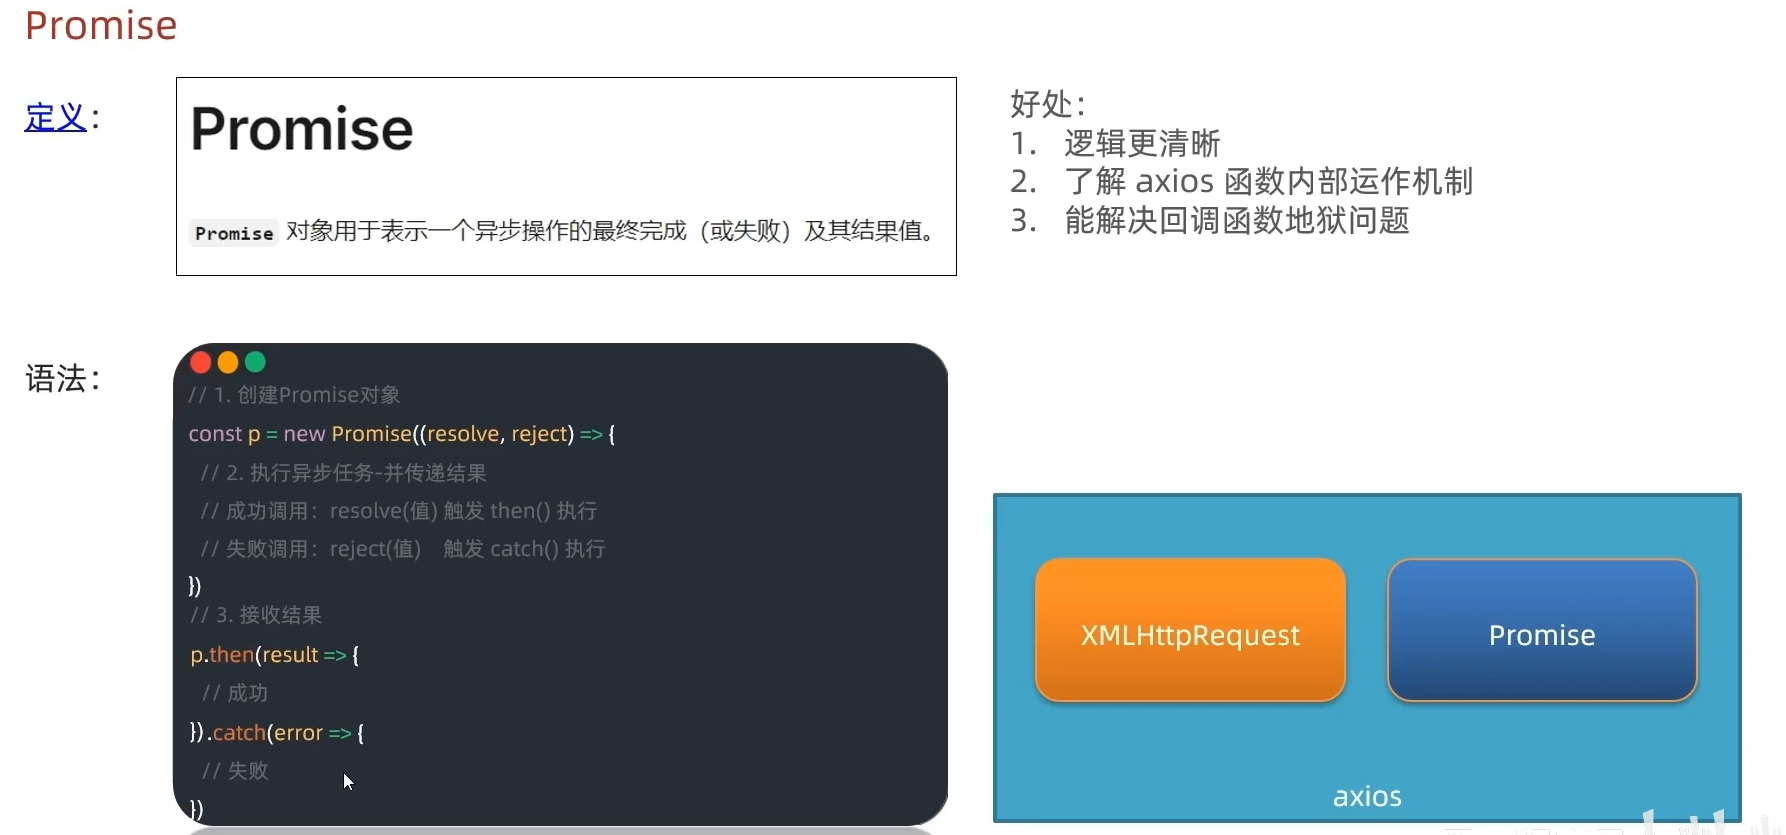 Promise
定义：
Promise
Promise 对象用于表示一个异步操作的最终完成（或失败）及其结果值。
好处：
1. 逻辑更清晰
2. 了解 axios 函数内部运作机制
3. 能解决回调函数地狱问题
语法：
// 1. 创建Promise对象
const p = new Promise((resolve, reject) => {
// 2. 执行异步任务-并传递结果
// 成功调用：resolve(值) 触发 then() 执行
// 失败调用：reject(值) 触发 catch() 执行
})
// 3. 接收结果
p.then(result => {
// 成功
}).catch(error => {
// 失败
})
XMLHttpRequest
Promise
axios